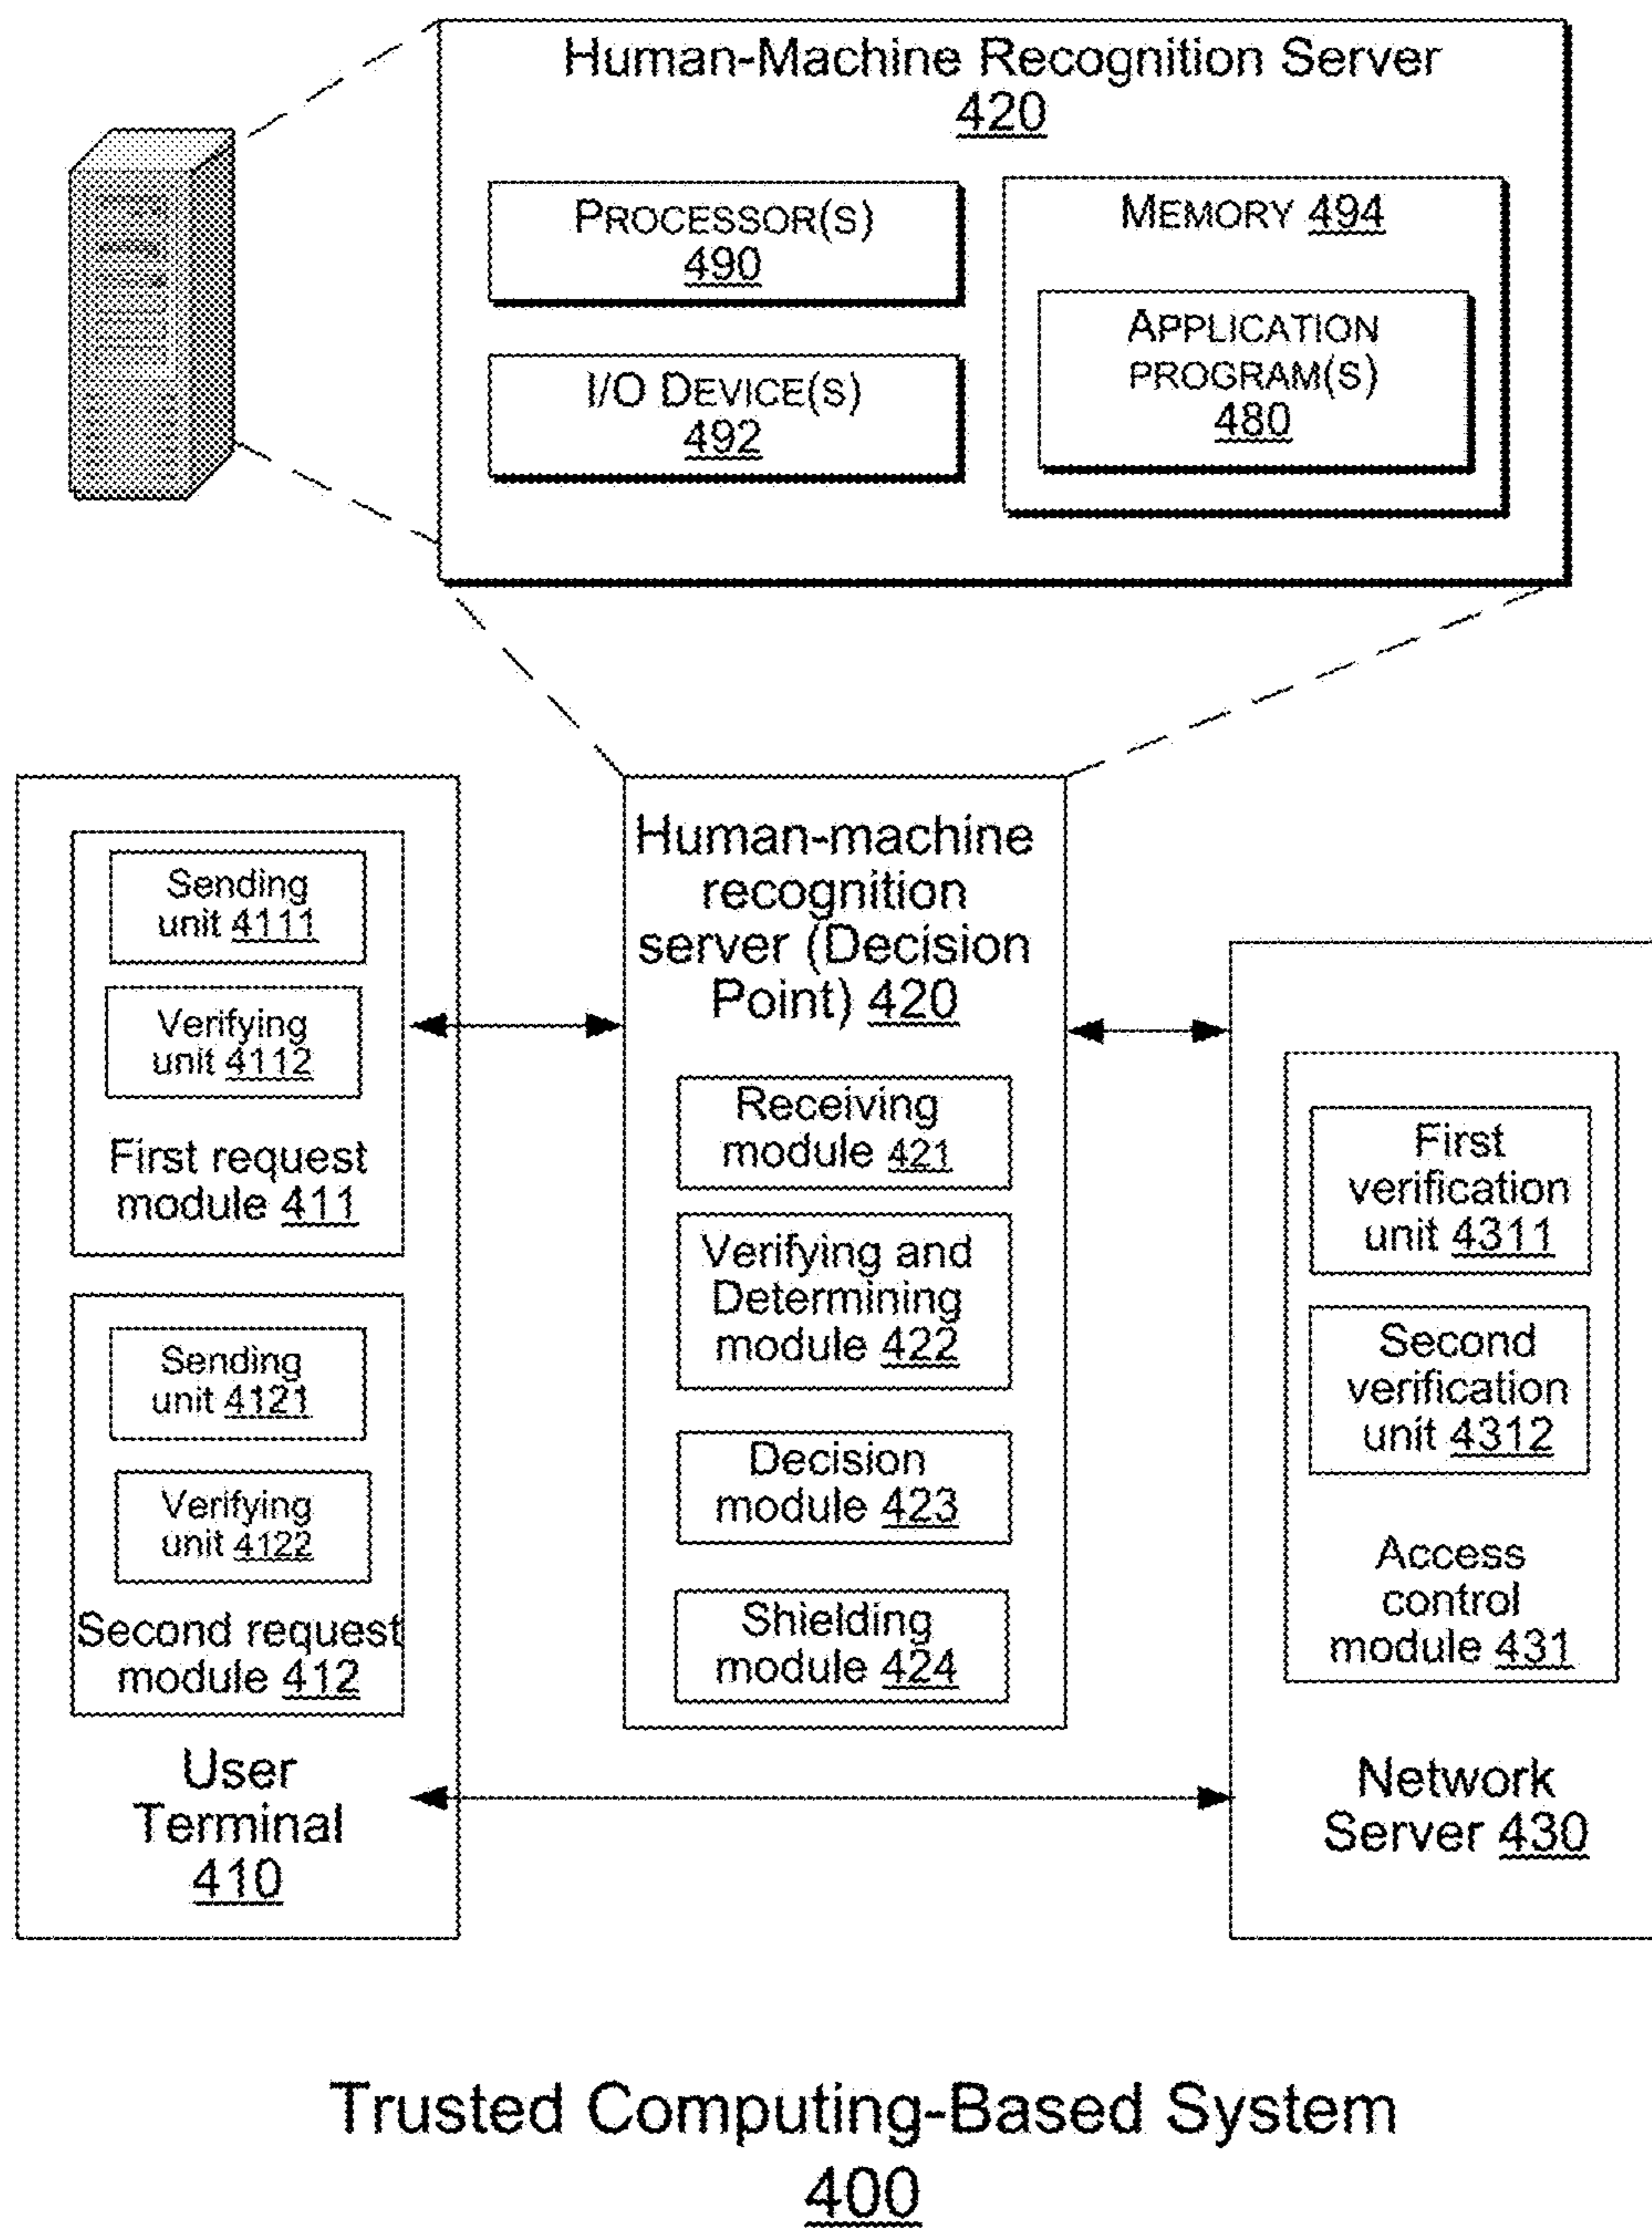 Human-Machine Recognition Server
420
PROCESSOR(S)
490
I/O DEVICE(S)
492
MEMORY 494
APPLICATION
PROGRAM(S)
480
Sending
unit 4111
Verifying
unit 4112
First request
module 411
Sending
unit 4121
Verifying
unit 4122
Second request
module 412
User
Terminal
410
Human-machine
recognition
server (Decision
Point) 420
Receiving
module 421
Verifying and
Determining
module 422
Decision
module 423
Shielding
module 424
First
verification
unit 4311
Second
verification
unit 4312
Access
control
module 431
Network
Server 430
Trusted Computing-Based System
400